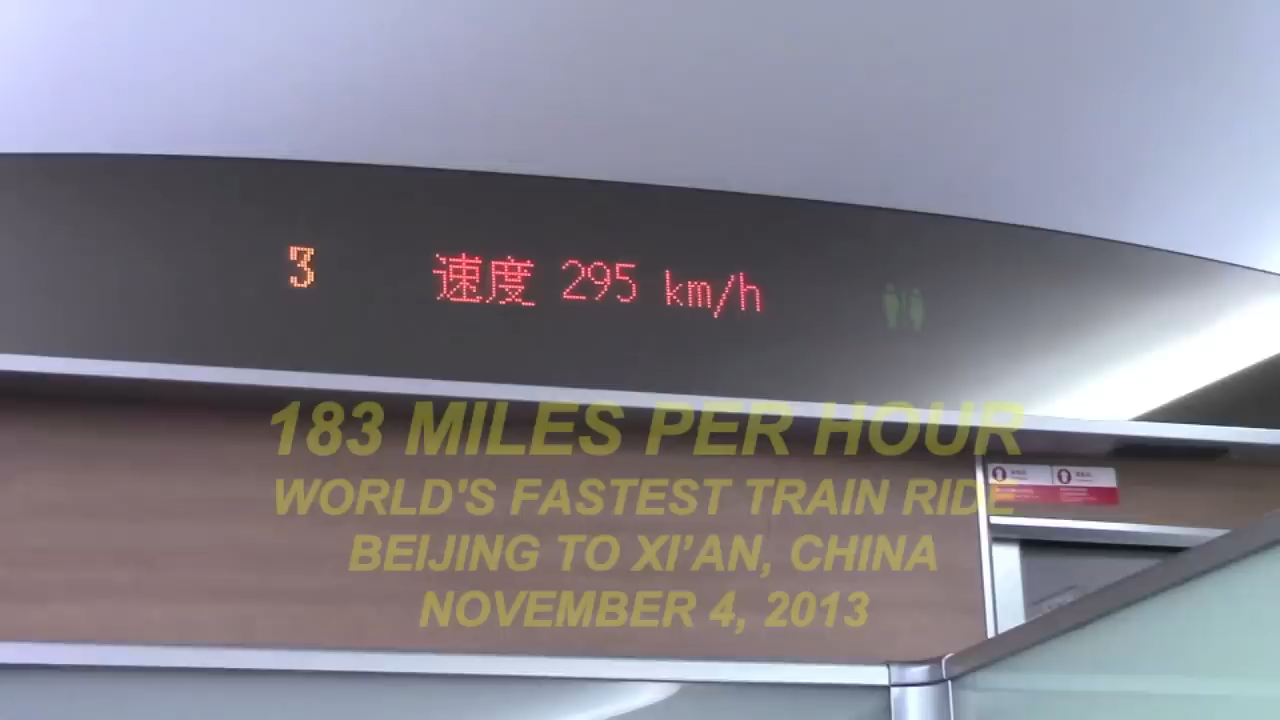 3 速度 295 km/h
183 MILES PER HOUR
WORLD'S FASTEST TRAIN RIDE
BEIJING TO XI’AN, CHINA
NOVEMBER 4, 2013